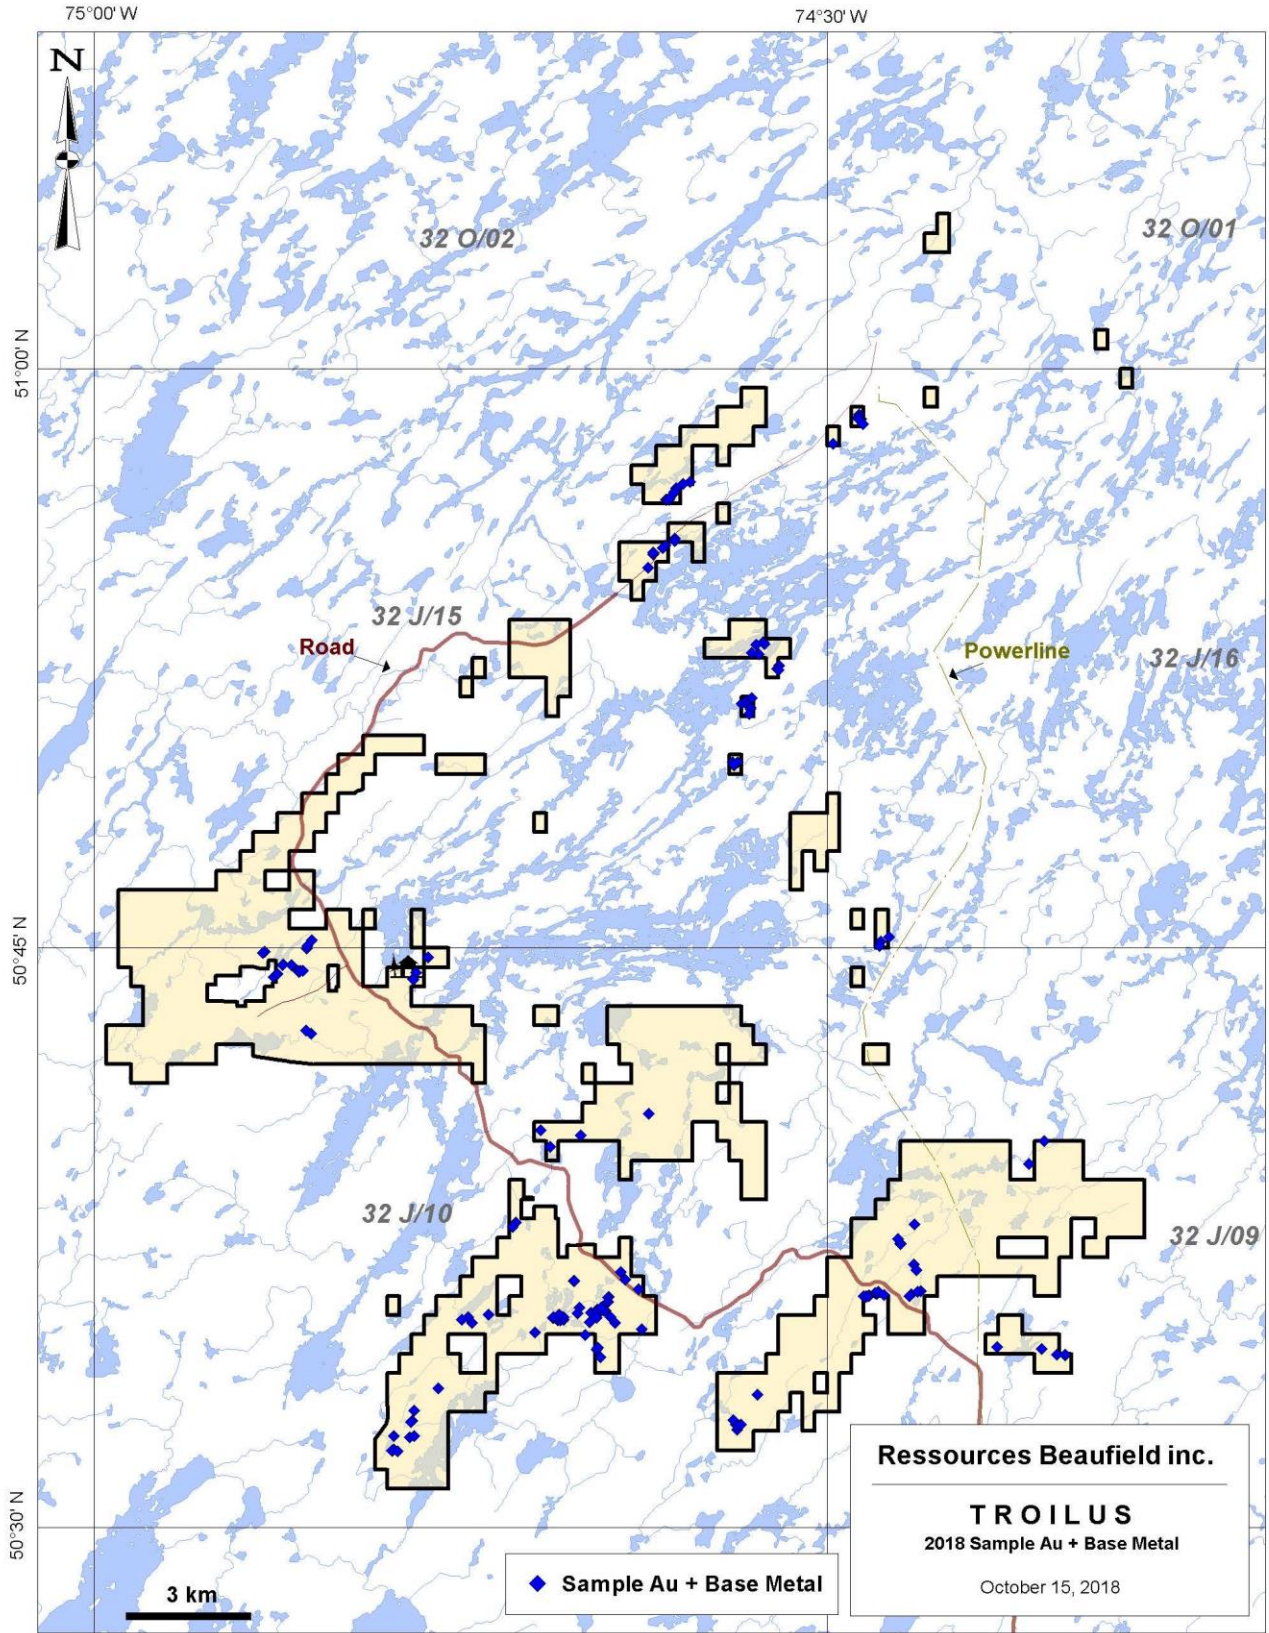 75°00' W
74°30' W
N
32 O/02
32 O/01
51°00' N
32 J/15
Road
Powerline
32 J/16
50°45' N
32 J/10
32 J/09
50°30' N
Ressources Beaufield inc.
TROILUS
2018 Sample Au + Base Metal
October 15, 2018
Sample Au + Base Metal
3 km